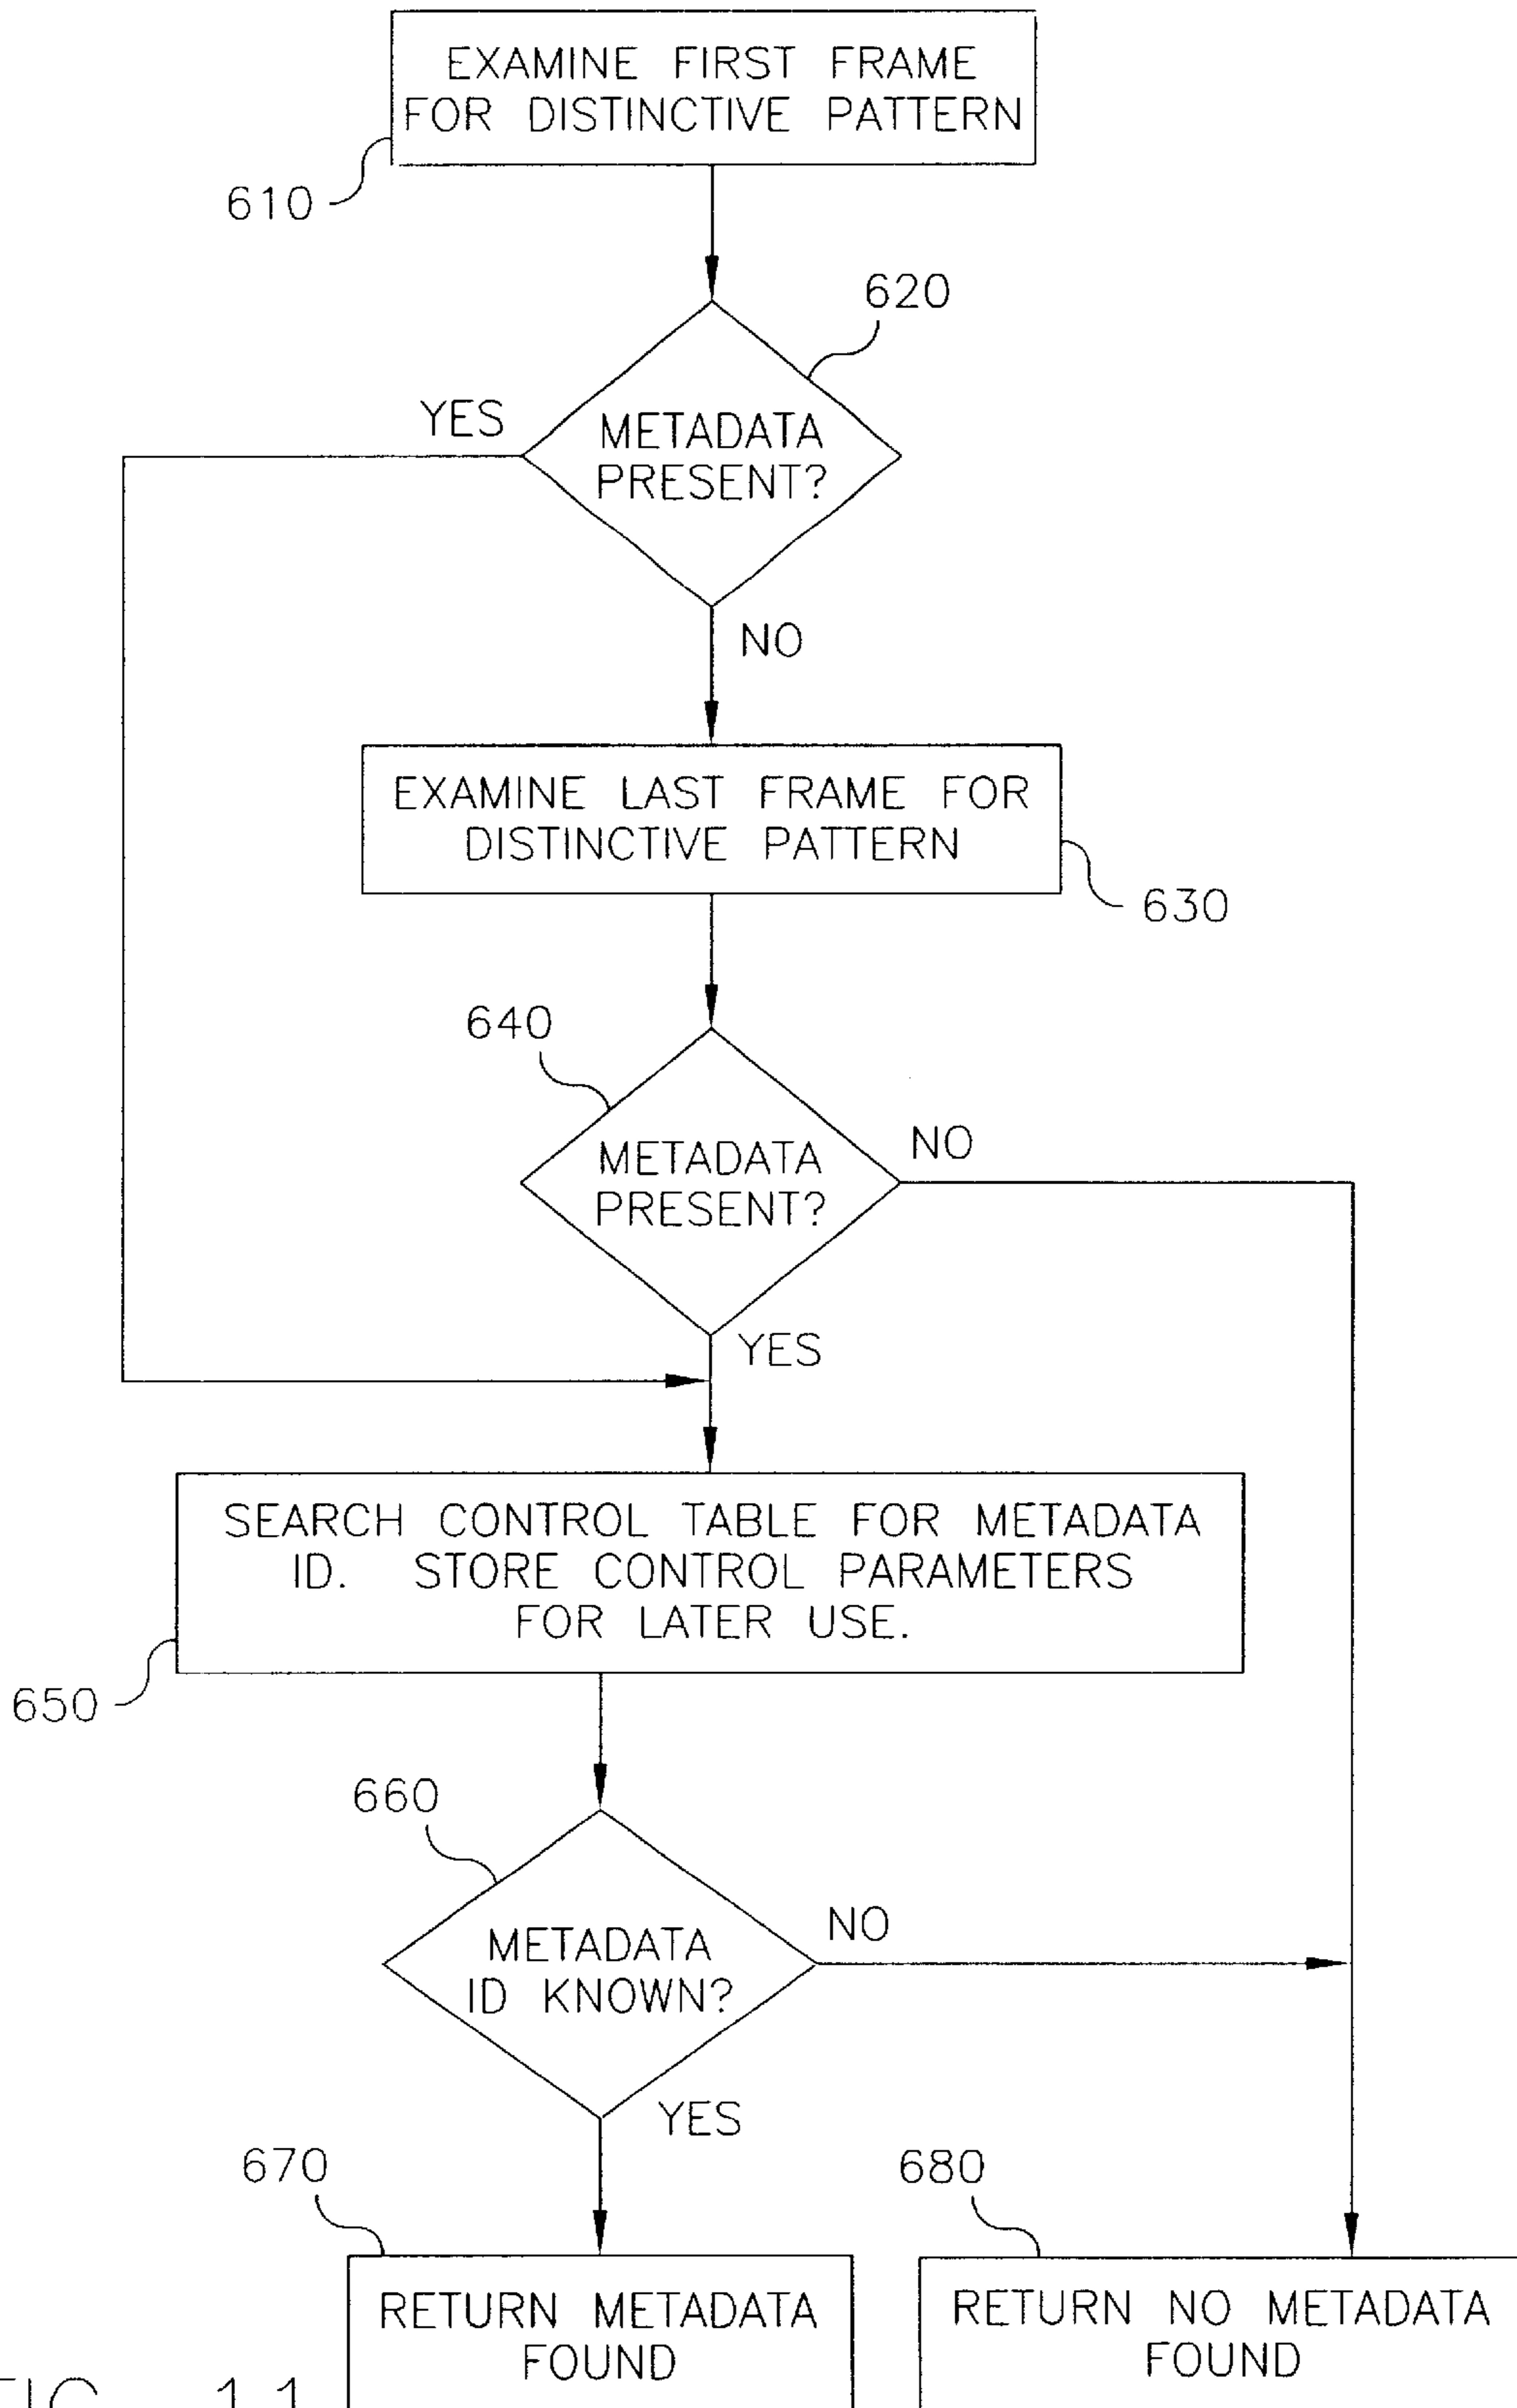 EXAMINE FIRST FRAME
FOR DISTINCTIVE PATTERN
610
620
YES
METADATA
PRESENT?
NO
EXAMINE LAST FRAME FOR
DISTINCTIVE PATTERN
630
640
NO
METADATA
PRESENT?
YES
SEARCH CONTROL TABLE FOR METADATA
ID. STORE CONTROL PARAMETERS
FOR LATER USE.
650
660
NO
METADATA
ID KNOWN?
YES
670
680
RETURN METADATA
FOUND
RETURN NO METADATA
FOUND
11